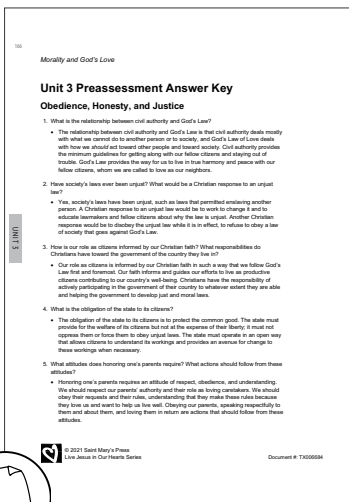 166
Morality and God's Love
Unit 3 Preassessment Answer Key
Obedience, Honesty, and Justice
1. What is the relationship between civil authority and God's Law?
• The relationship between civil authority and God's Law is that civil authority deals mostly
with what we cannot do to another person or to society, and God's Law of Love deals
with how we should act toward other people and toward society. Civil authority provides
the minimum guidelines for getting along with our fellow citizens and staying out of
trouble. God's Law provides the way for us to live in true harmony and peace with our
fellow citizens, whom we are called to love as our neighbors.
2. Have society's laws ever been unjust? What would be a Christian response to an unjust
law?
• Yes, society's laws have been unjust, such as laws that permitted enslaving another
person. A Christian response to an unjust law would be to work to change it and to
educate lawmakers and fellow citizens about why the law is unjust. Another Christian
response would be to disobey the unjust law while it is in effect, to refuse to obey a law
of society that goes against God's Law.
3. How is our role as citizens informed by our Christian faith? What responsibilities do
Christians have toward the government of the country they live in?
• Our role as citizens is informed by our Christian faith in such a way that we follow God's
Law first and foremost. Our faith informs and guides our efforts to live as productive
citizens contributing to our country's well-being. Christians have the responsibility of
actively participating in the government of their country to whatever extent they are able
and helping the government to develop just and moral laws.
4. What is the obligation of the state to its citizens?
• The obligation of the state to its citizens is to protect the common good. The state must
provide for the welfare of its citizens but not at the expense of their liberty; it must not
oppress them or force them to obey unjust laws. The state must operate in an open way
that allows citizens to understand its workings and provides an avenue for change to
these workings when necessary.
5. What attitudes does honoring one's parents require? What actions should follow from these
attitudes?
• Honoring one's parents requires an attitude of respect, obedience, and understanding.
We should respect our parents' authority and their role as loving caretakers. We should
obey their requests and their rules, understanding that they make these rules because
they love us and want to help us live well. Obeying our parents, speaking respectfully to
them and about them, and loving them in return are actions that should follow from these
attitudes.
UNIT 3
© 2021 Saint Mary's Press
Live Jesus in Our Hearts Series
Document #: TX006684